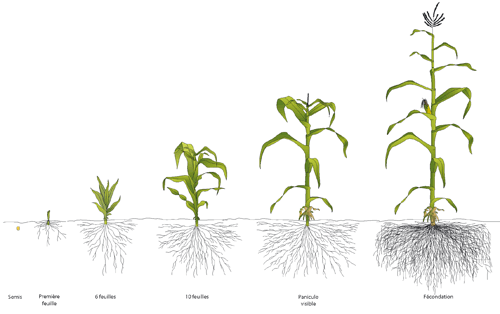 Semis
Première
feuille
6 feuilles
10 feuilles
Panicule
visible
Fécondation